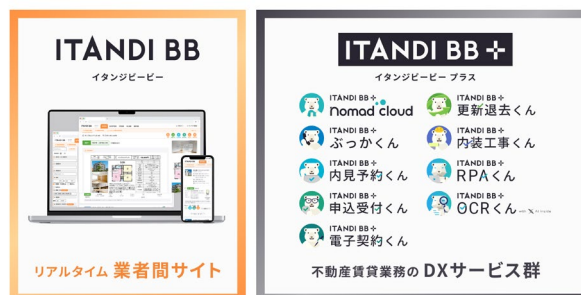 ITANDI BB
イタンジビービー
リアルタイム 業者間サイト
ITANDI BB+
イタンジビービー プラス
ITANDI BB+
nomad cloud
ITANDI BB+
ぶっかくん
ITANDI BB+
内見予約くん
ITANDI BB+
申込受付くん
ITANDI BB+
電子契約くん
ITANDI BB+
更新退去くん
ITANDI BB+
内装工事くん
ITANDI BB+
RPAくん
ITANDI BB+
OCRくん
不動産賃貸業務の DXサービス群